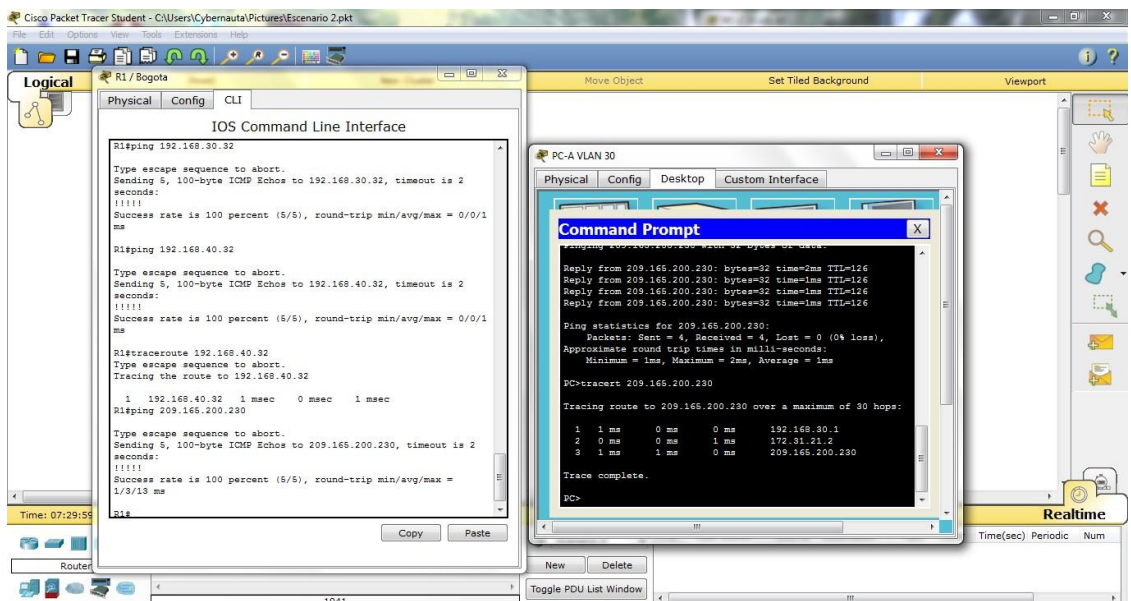 Cisco Packet Tracer Student - C:\Users\Cybernauta\Pictures\Escenario 2.pkt
File Edit Options View Tools Extensions Help
Logical
Move Object
Set Tiled Background
Viewport
R1 / Bogota
Physical Config CLI
IOS Command Line Interface
R1#ping 192.168.30.32
Type escape sequence to abort.
Sending 5, 100-byte ICMP Echos to 192.168.30.32, timeout is 2
seconds:
!!!!!
Success rate is 100 percent (5/5), round-trip min/avg/max = 0/0/1
ms
R1#ping 192.168.40.32
Type escape sequence to abort.
Sending 5, 100-byte ICMP Echos to 192.168.40.32, timeout is 2
seconds:
!!!!!
Success rate is 100 percent (5/5), round-trip min/avg/max = 0/0/1
ms
R1#traceroute 192.168.40.32
Type escape sequence to abort.
Tracing the route to 192.168.40.32
1 192.168.40.32 1 msec 0 msec 1 msec
R1#ping 209.165.200.230
Type escape sequence to abort.
Sending 5, 100-byte ICMP Echos to 209.165.200.230, timeout is 2
seconds:
!!!!!
Success rate is 100 percent (5/5), round-trip min/avg/max =
1/3/13 ms
R1#
Copy Paste
PC-A VLAN 30
Physical Config Desktop Custom Interface
Command Prompt X
Pinging 209.165.200.230 with 32 bytes of data:
Reply from 209.165.200.230: bytes=32 time=2ms TTL=126
Reply from 209.165.200.230: bytes=32 time=1ms TTL=126
Reply from 209.165.200.230: bytes=32 time=1ms TTL=126
Reply from 209.165.200.230: bytes=32 time=1ms TTL=126
Ping statistics for 209.165.200.230:
Packets: Sent = 4, Received = 4, Lost = 0 (0% loss),
Approximate round trip times in milli-seconds:
Minimum = 1ms, Maximum = 2ms, Average = 1ms
PC>tracert 209.165.200.230
Tracing route to 209.165.200.230 over a maximum of 30 hops:
1 1 ms 0 ms 0 ms 192.168.30.1
2 0 ms 0 ms 1 ms 172.31.21.2
3 1 ms 1 ms 0 ms 209.165.200.230
Trace complete.
PC>
Time: 07:29:59
Realtime
Time(sec) Periodic Num
Router
New Delete
Toggle PDU List Window
1841